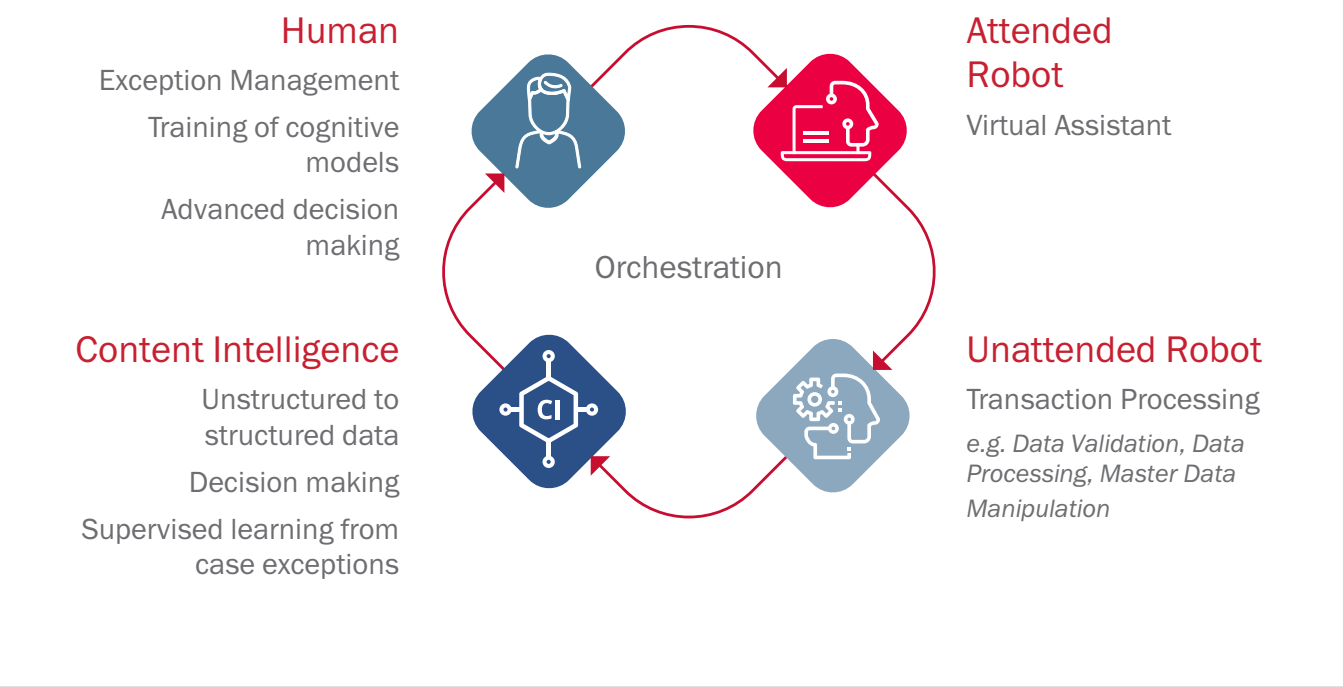 Human
Exception Management
Training of cognitive
models
Advanced decision
making
Attended
Robot
Virtual Assistant
Orchestration
Content Intelligence
Unstructured to
structured data
Decision making
Supervised learning from
case exceptions
CI
Unattended Robot
Transaction Processing
e.g. Data Validation, Data
Processing, Master Data
Manipulation